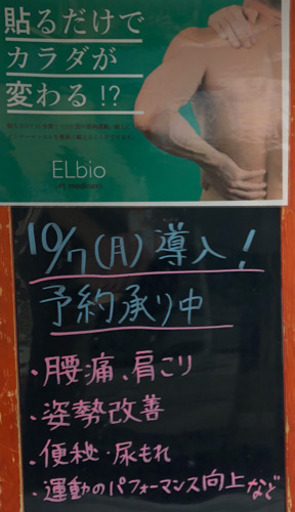 貼るだけで
カラダが
変わる!?
ELbio
10/7(月)導入!
予約承り中
・腰痛、肩こり
・姿勢改善
・便秘・尿もれ
・運動のパフォーマンス向上など